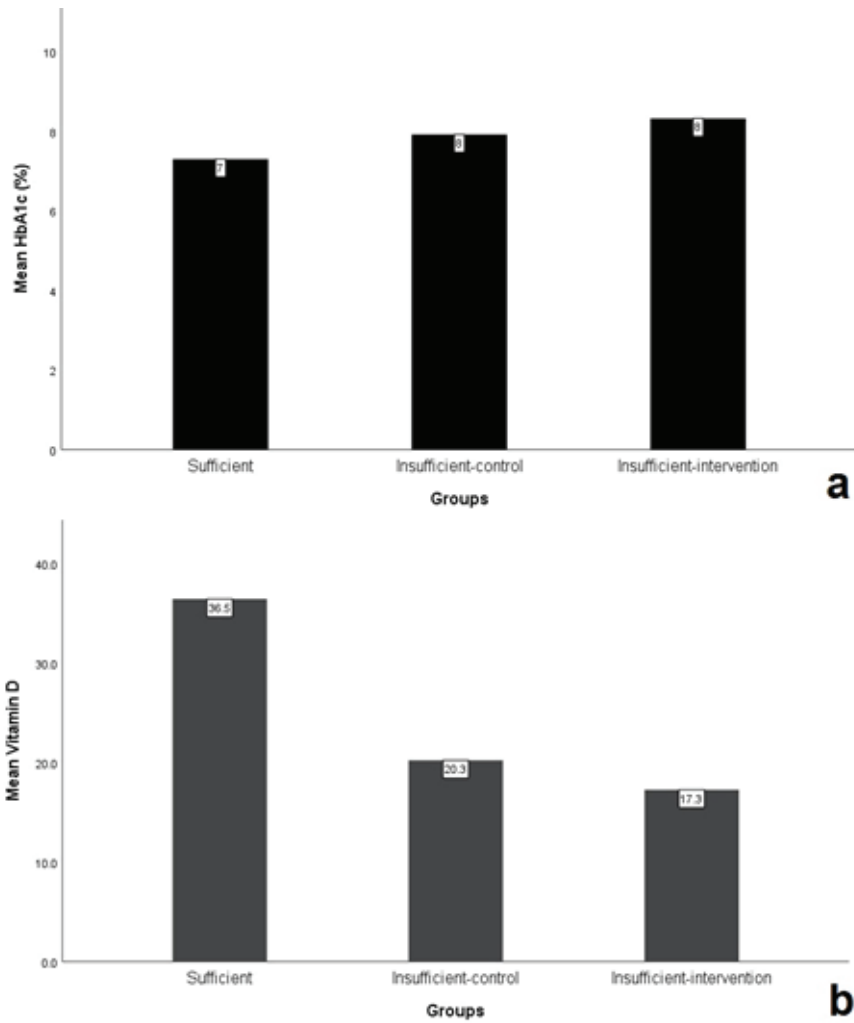 10
8
6
4
2
0
Mean HbA1c (%)
7
8
8
Sufficient Insufficient-control Insufficient-intervention
Groups
a
40.0
30.0
20.0
10.0
0.0
Mean Vitamin D
36.5
20.3
17.3
Sufficient Insufficient-control Insufficient-intervention
Groups
b